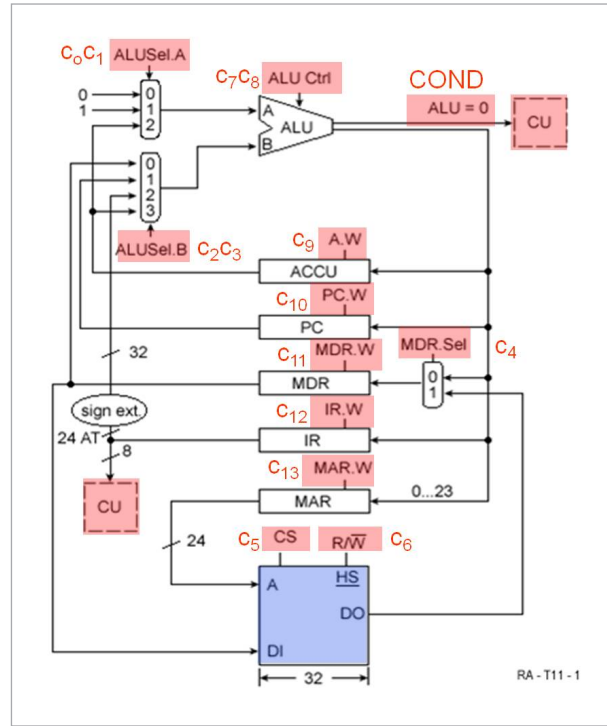 C₀C₁ ALUSel.A
C₇C₈ ALU Ctrl
COND
ALU = 0
CU
0
1
0
1
2
A
ALU
B
0
1
2
3
ALUSel.B C₂C₃
C₉ A.W
ACCU
C₁₀ PC.W
PC
C₁₁ MDR.W
MDR
MDR.Sel C₄
0
1
32
sign ext.
24 AT
8
CU
C₁₂ IR.W
IR
C₁₃ MAR.W
MAR
0...23
24
C₅ CS
R/W̅ C₆
A
HS
DO
DI
32
RA - T11 - 1